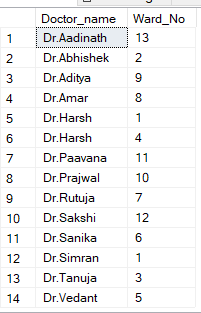 Doctor_name Ward_No
1 Dr.Aadinath 13
2 Dr.Abhishek 2
3 Dr.Aditya 9
4 Dr.Amar 8
5 Dr.Harsh 1
6 Dr.Harsh 4
7 Dr.Paavana 11
8 Dr.Prajwal 10
9 Dr.Rutuja 7
10 Dr.Sakshi 12
11 Dr.Sanika 6
12 Dr.Simran 1
13 Dr.Tanuja 3
14 Dr.Vedant 5